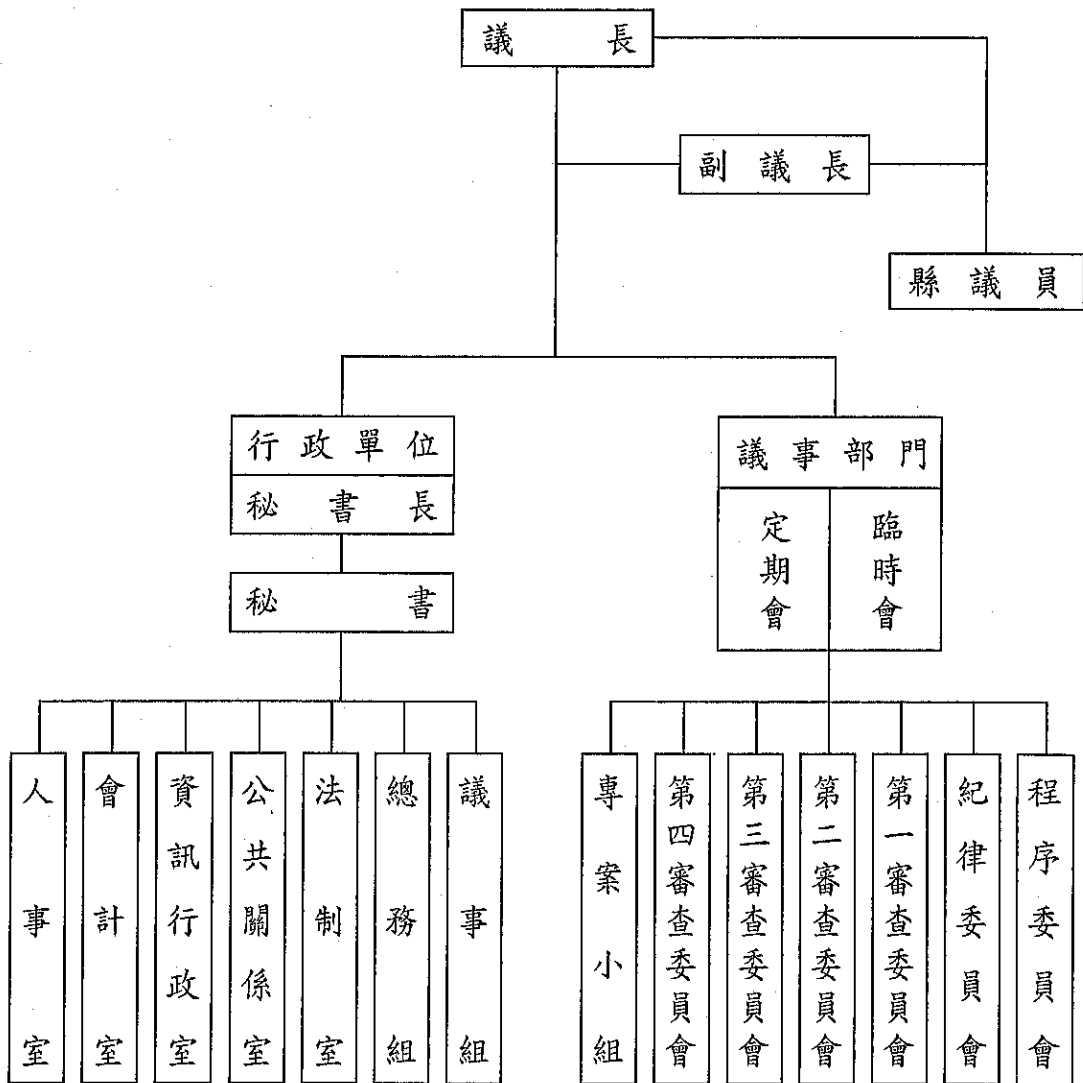 議長
副議長
縣議員
行政單位
秘書長
秘書
議事部門
定期會
臨時會
人事室
會計室
資訊行政室
公共關係室
法制室
總務組
議事組
專案小組
第四審查委員會
第三審查委員會
第二審查委員會
第一審查委員會
紀律委員會
程序委員會